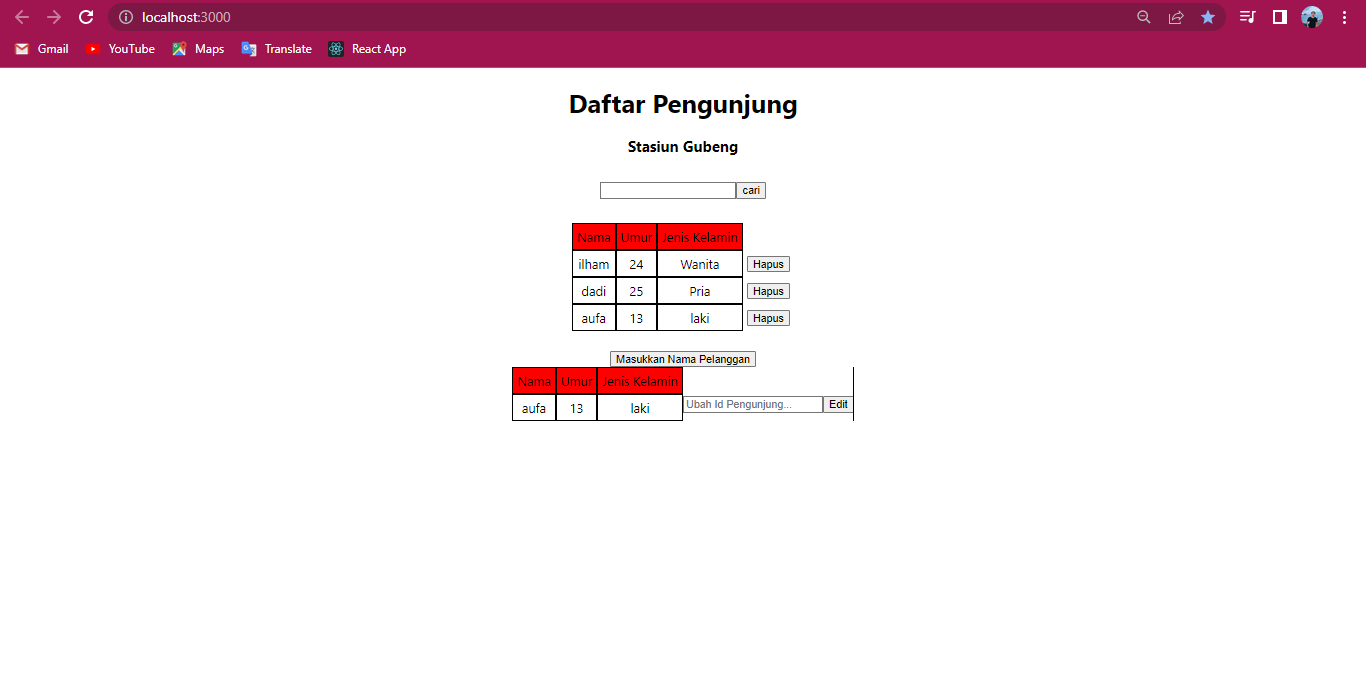 localhost:3000
Gmail YouTube Maps Translate React App
Daftar Pengunjung
Stasiun Gubeng
cari
Nama Umur Jenis Kelamin
ilham 24 Wanita Hapus
dadi 25 Pria Hapus
aufa 13 laki Hapus
Masukkan Nama Pelanggan
Nama Umur Jenis Kelamin
aufa 13 laki Ubah Id Pengunjung... Edit